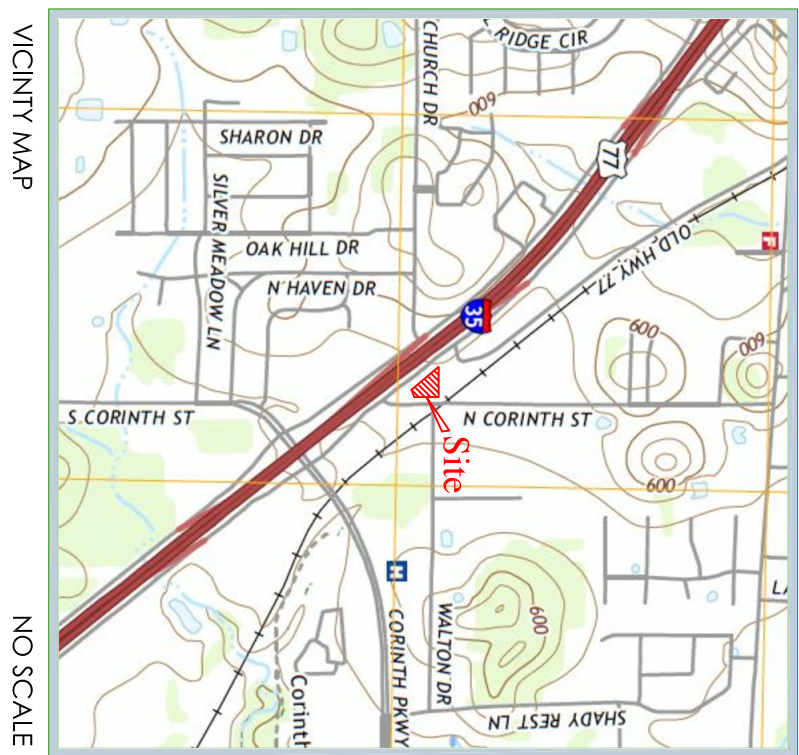 VICINTY MAP
NO SCALE
CHURCH DR
RIDGE CIR
600
77
SHARON DR
SILVER MEADOW LN
OAK HILL DR
N HAVEN DR
OLD HWY 77
F
35
600
600
S CORINTH ST
N CORINTH ST
Site
600
H
600
CORINTH PKWY
WALTON DR
SHADY REST LN
Corinth